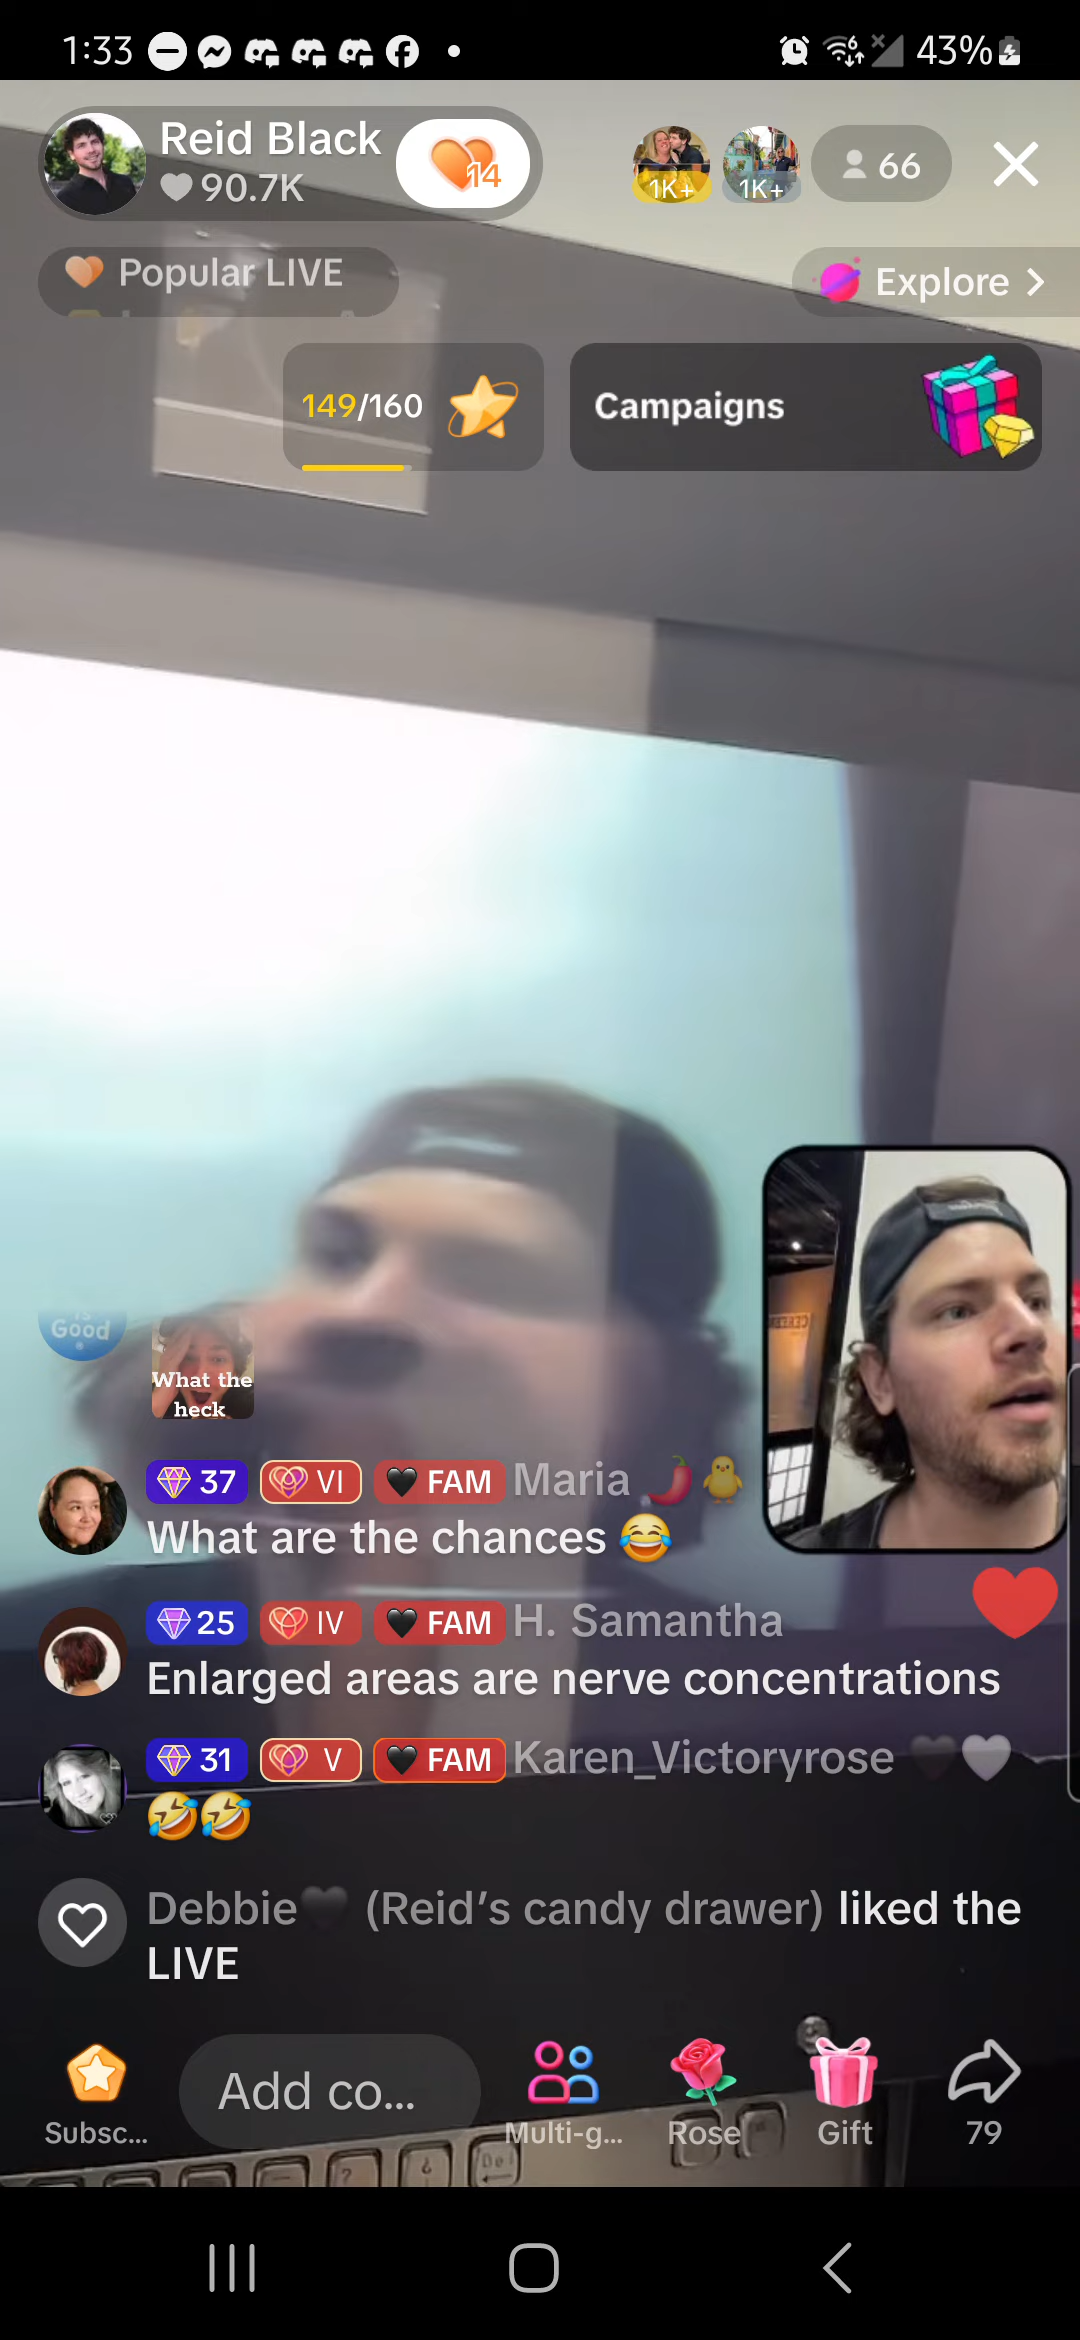 1:33
43%
Reid Black
90.7K
14
1K+
1K+
66
Popular LIVE
Explore
149/160
Campaigns
is
Good
What the
heck
37 VI FAM Maria
What are the chances 😂
25 IV FAM H. Samantha
Enlarged areas are nerve concentrations
31 V FAM Karen_Victoryrose
🤣🤣
Debbie🖤 (Reid's candy drawer) liked the
LIVE
Add co...
Subsc...
Multi-g...
Rose
Gift
79
Del